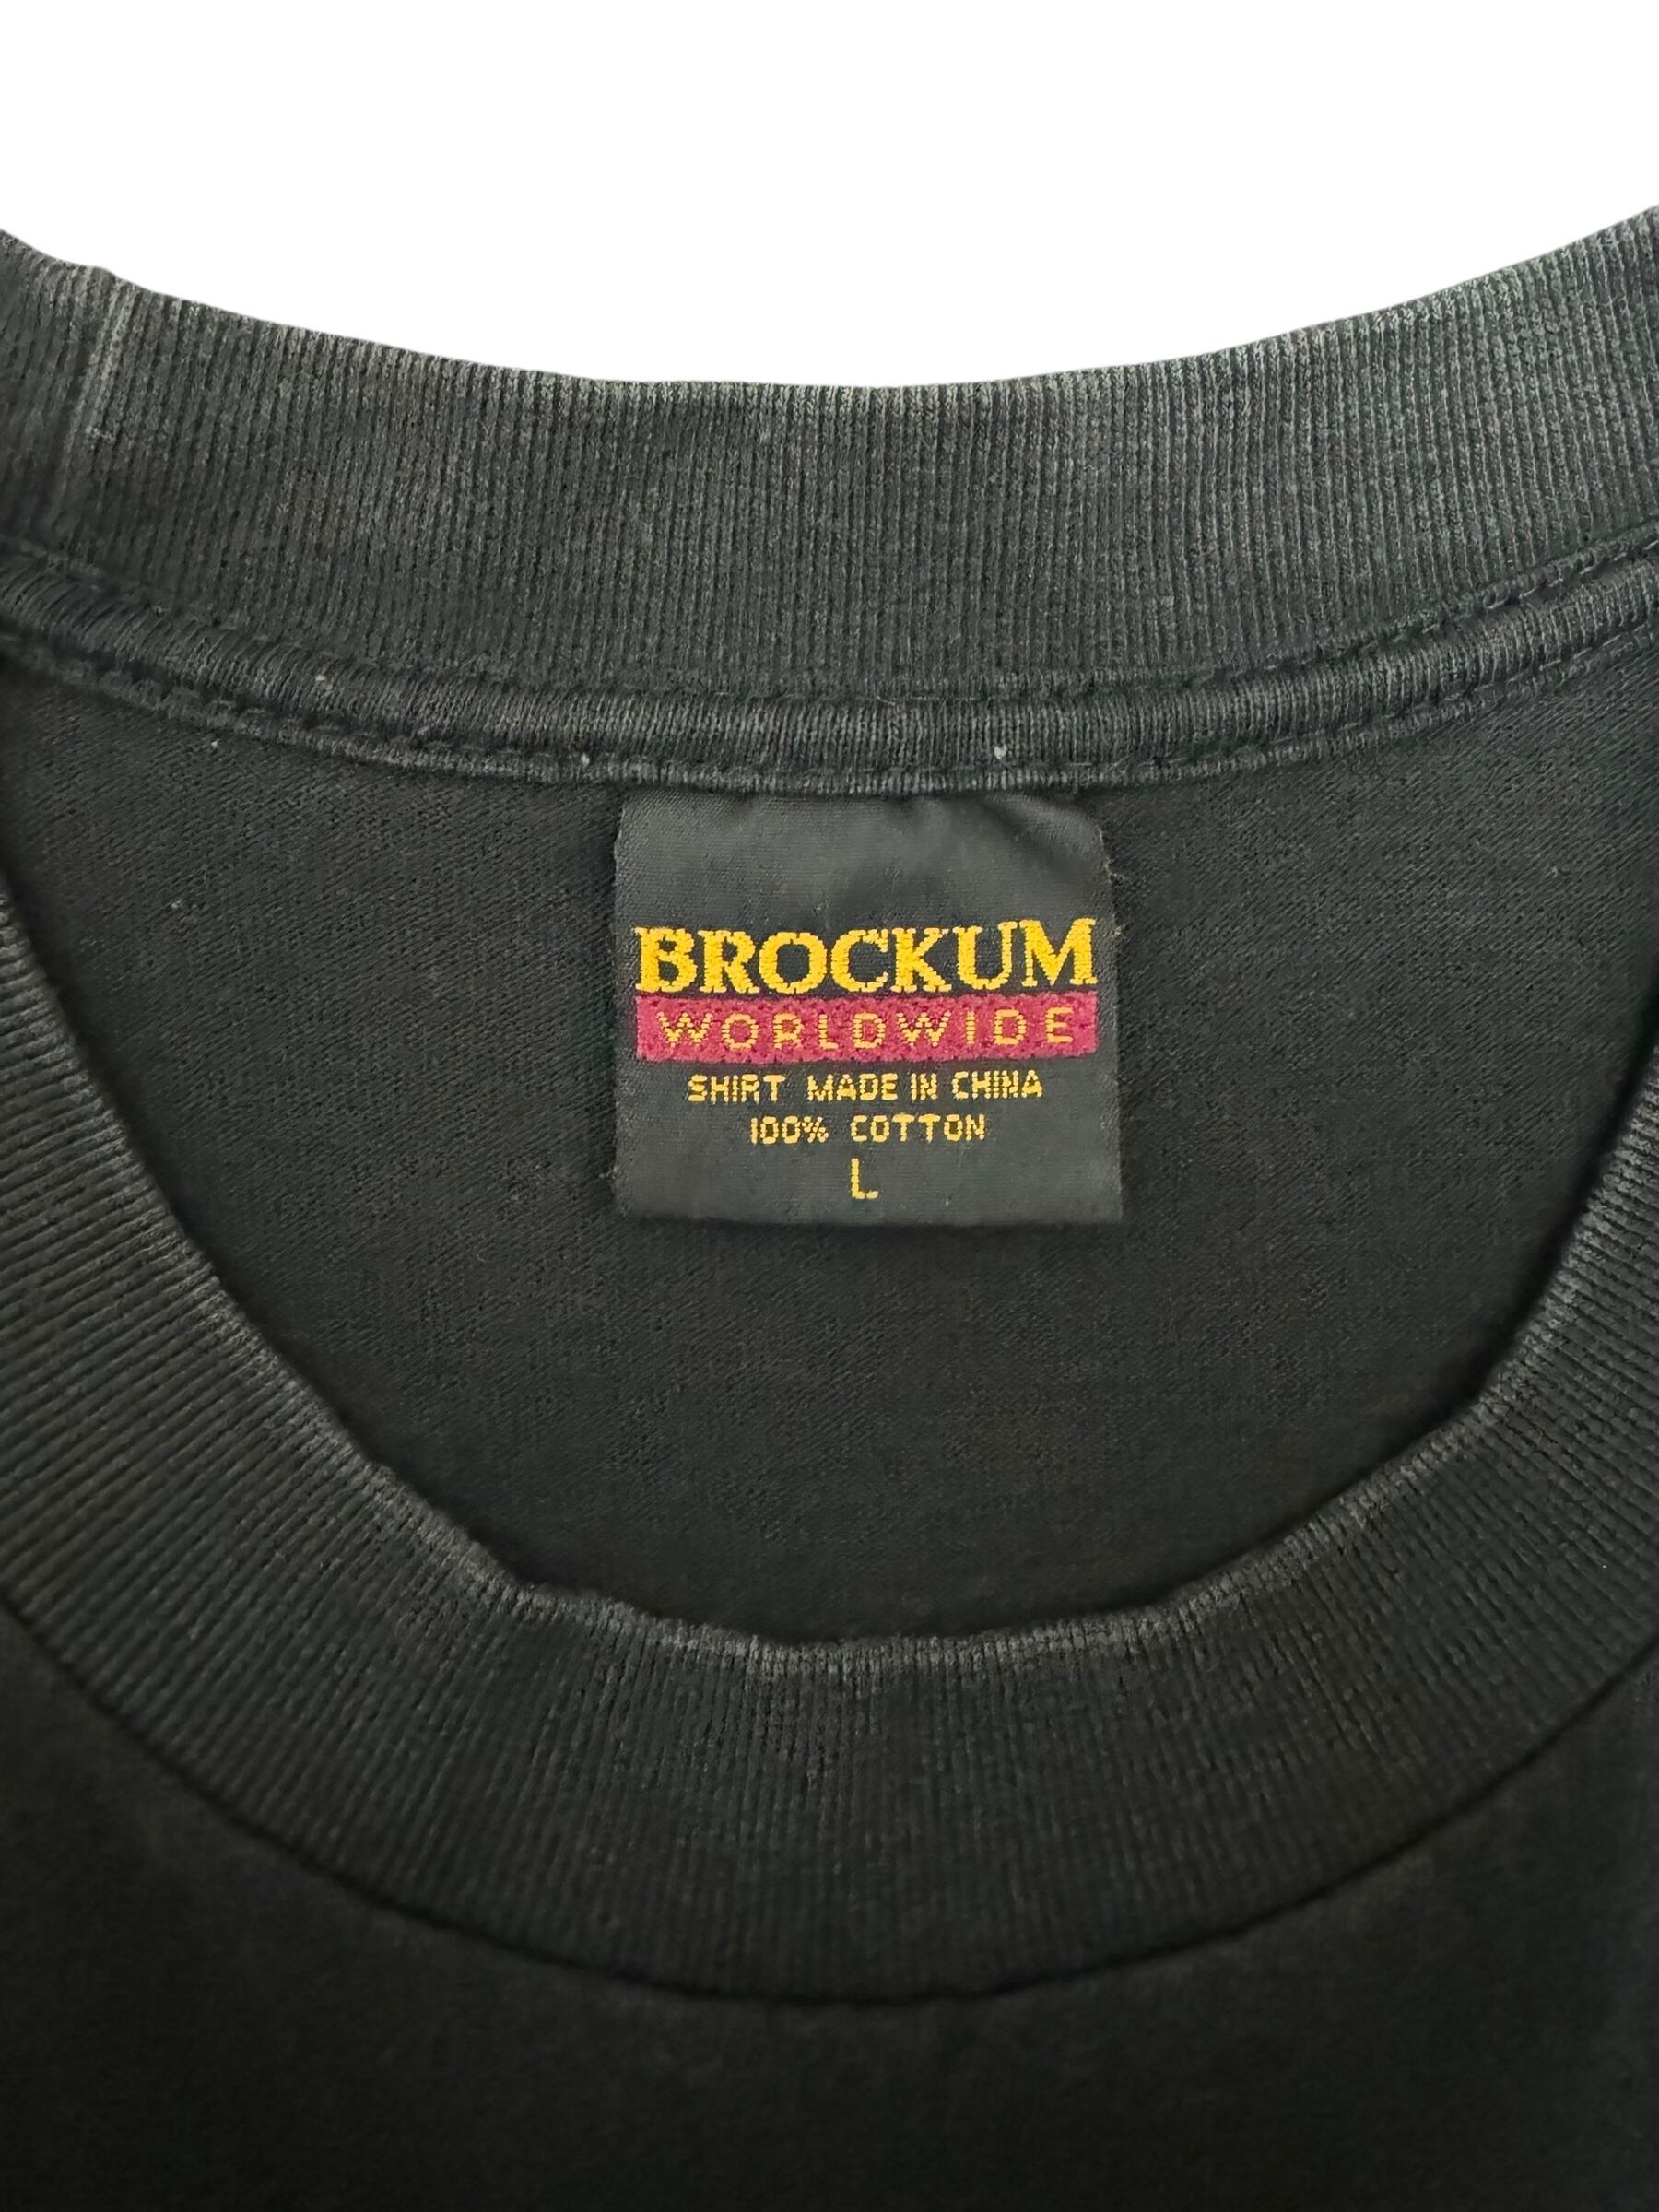 BROCKUM
WORLDWIDE
SHIRT MADE IN CHINA
100% COTTON
L